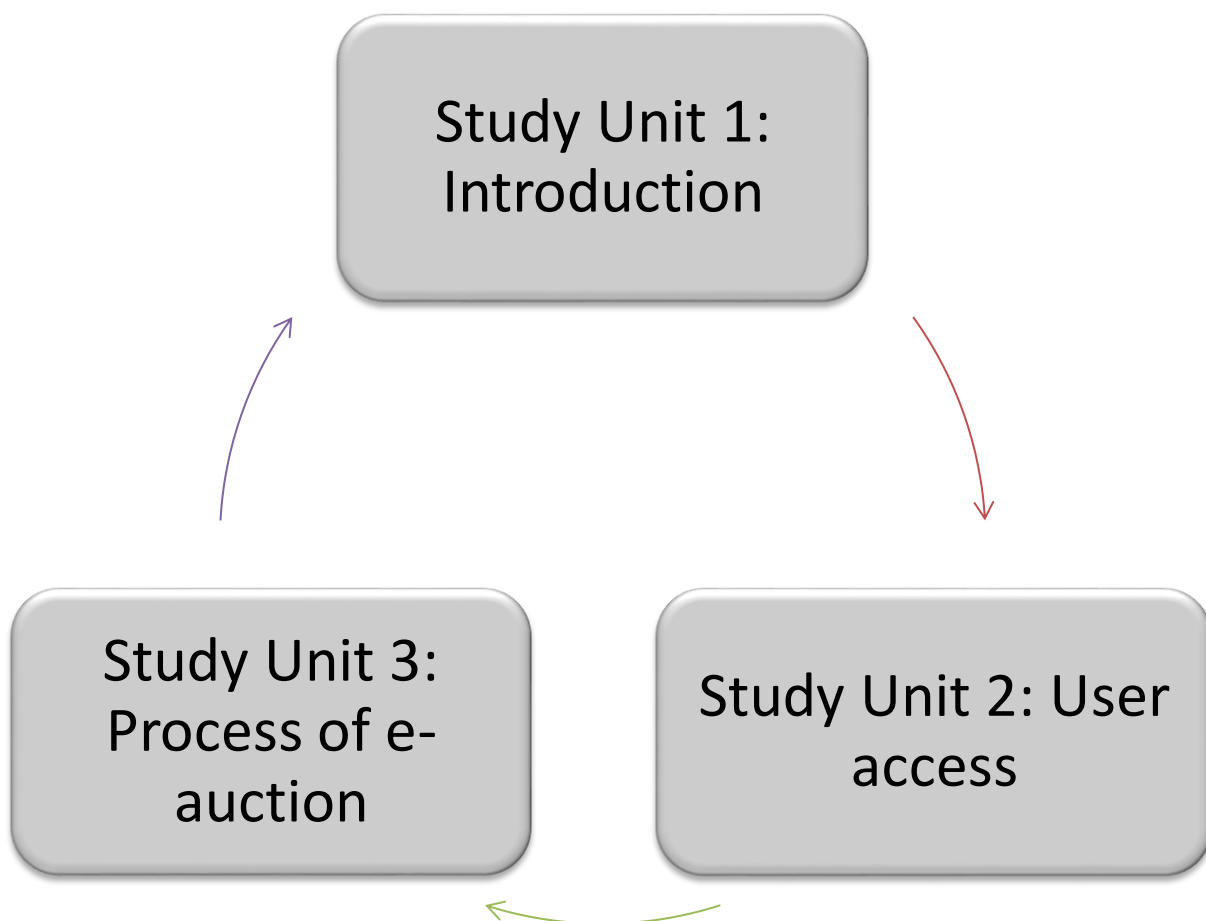 Study Unit 1:
Introduction
Study Unit 2: User
access
Study Unit 3:
Process of e-
auction